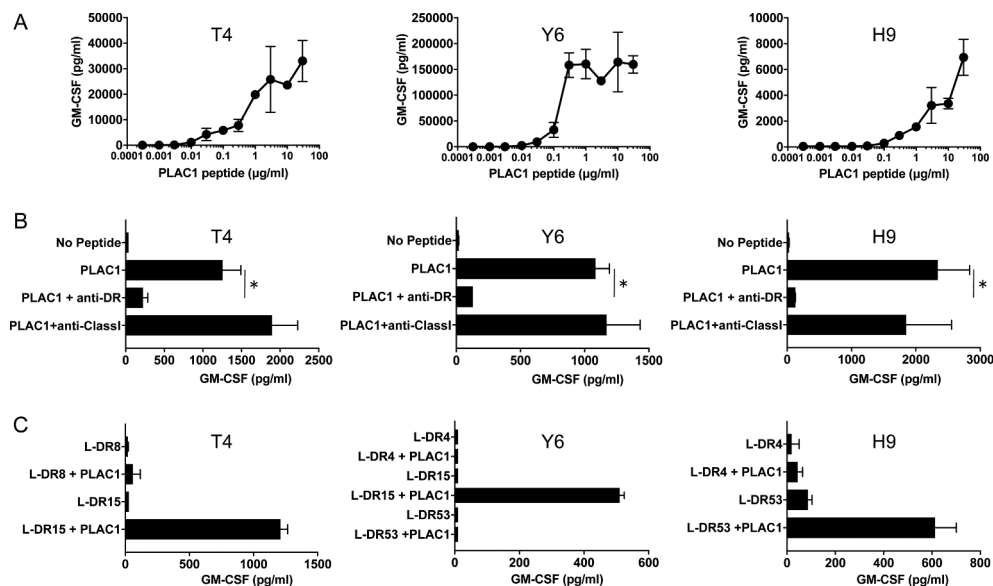 A
T4
GM-CSF (pg/ml)
50000
40000
30000
20000
10000
0
0.0001 0.001 0.01 0.1 1 10 100
PLAC1 peptide (µg/ml)
Y6
GM-CSF (pg/ml)
250000
200000
150000
100000
50000
0
0.0001 0.001 0.01 0.1 1 10 100
PLAC1 peptide (µg/ml)
H9
GM-CSF (pg/ml)
10000
8000
6000
4000
2000
0
0.0001 0.001 0.01 0.1 1 10 100
PLAC1 peptide (µg/ml)
B
T4
No Peptide
PLAC1
*
PLAC1 + anti-DR
PLAC1+anti-ClassI
0 500 1000 1500 2000 2500
GM-CSF (pg/ml)
Y6
No Peptide
PLAC1
*
PLAC1 + anti-DR
PLAC1+anti-ClassI
0 500 1000 1500
GM-CSF (pg/ml)
H9
No Peptide
PLAC1
*
PLAC1 + anti-DR
PLAC1+anti-ClassI
0 1000 2000 3000
GM-CSF (pg/ml)
C
T4
L-DR8
L-DR8 + PLAC1
L-DR15
L-DR15 + PLAC1
0 500 1000 1500
GM-CSF (pg/ml)
Y6
L-DR4
L-DR4 + PLAC1
L-DR15
L-DR15 + PLAC1
L-DR53
L-DR53 +PLAC1
0 200 400 600
GM-CSF (pg/ml)
H9
L-DR4
L-DR4 + PLAC1
L-DR53
L-DR53 +PLAC1
0 200 400 600 800
GM-CSF (pg/ml)